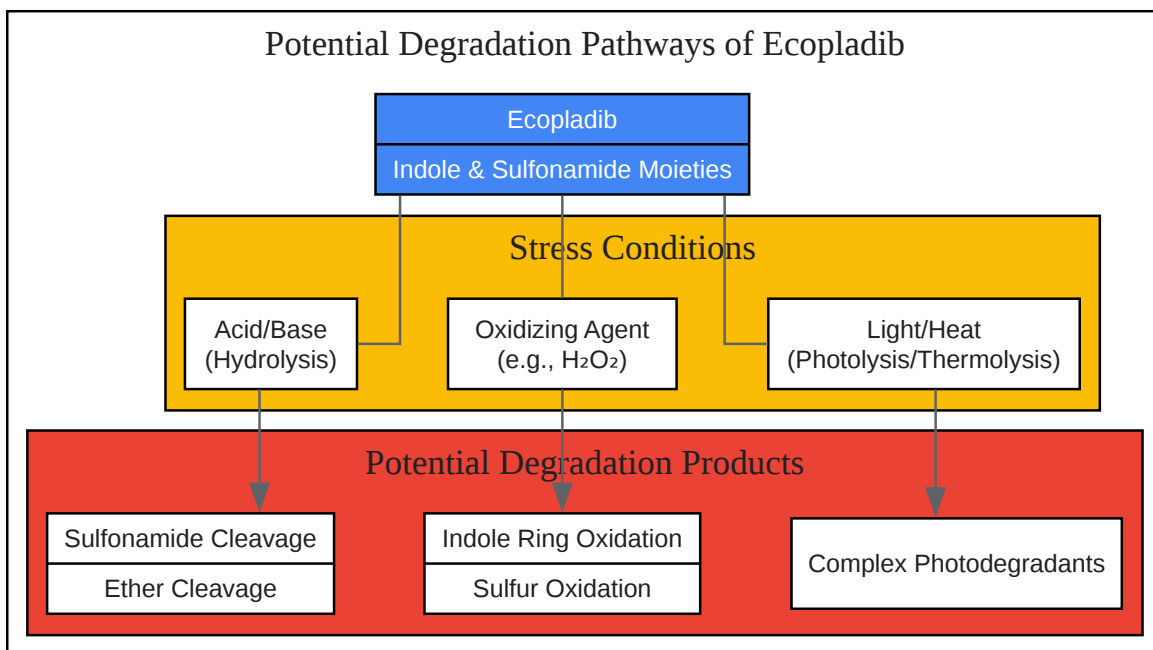 Potential Degradation Pathways of Ecopladib
Ecopladib
Indole & Sulfonamide Moieties
Stress Conditions
Acid/Base
(Hydrolysis)
Oxidizing Agent
(e.g., H₂O₂)
Light/Heat
(Photolysis/Thermolysis)
Potential Degradation Products
Sulfonamide Cleavage
Ether Cleavage
Indole Ring Oxidation
Sulfur Oxidation
Complex Photodegradants